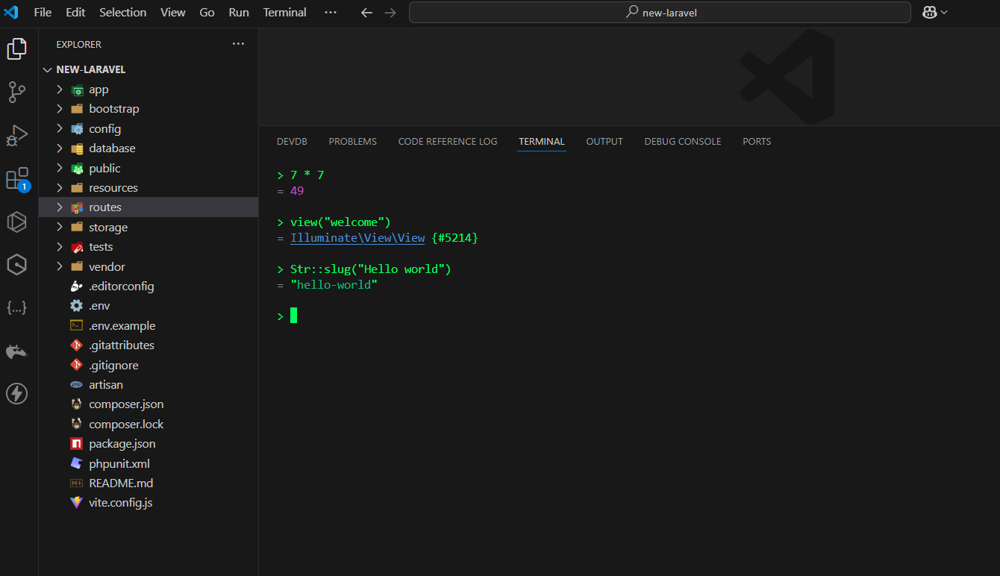 File Edit Selection View Go Run Terminal ··· new-laravel
EXPLORER ···
NEW-LARAVEL
app
bootstrap
config
database
public
resources
routes
storage
tests
vendor
.editorconfig
.env
.env.example
.gitattributes
.gitignore
artisan
composer.json
composer.lock
package.json
phpunit.xml
README.md
vite.config.js
1
DEVDB PROBLEMS CODE REFERENCE LOG TERMINAL OUTPUT DEBUG CONSOLE PORTS
> 7 * 7
= 49
> view("welcome")
= Illuminate\View\View {#5214}
> Str::slug("Hello world")
= "hello-world"
>